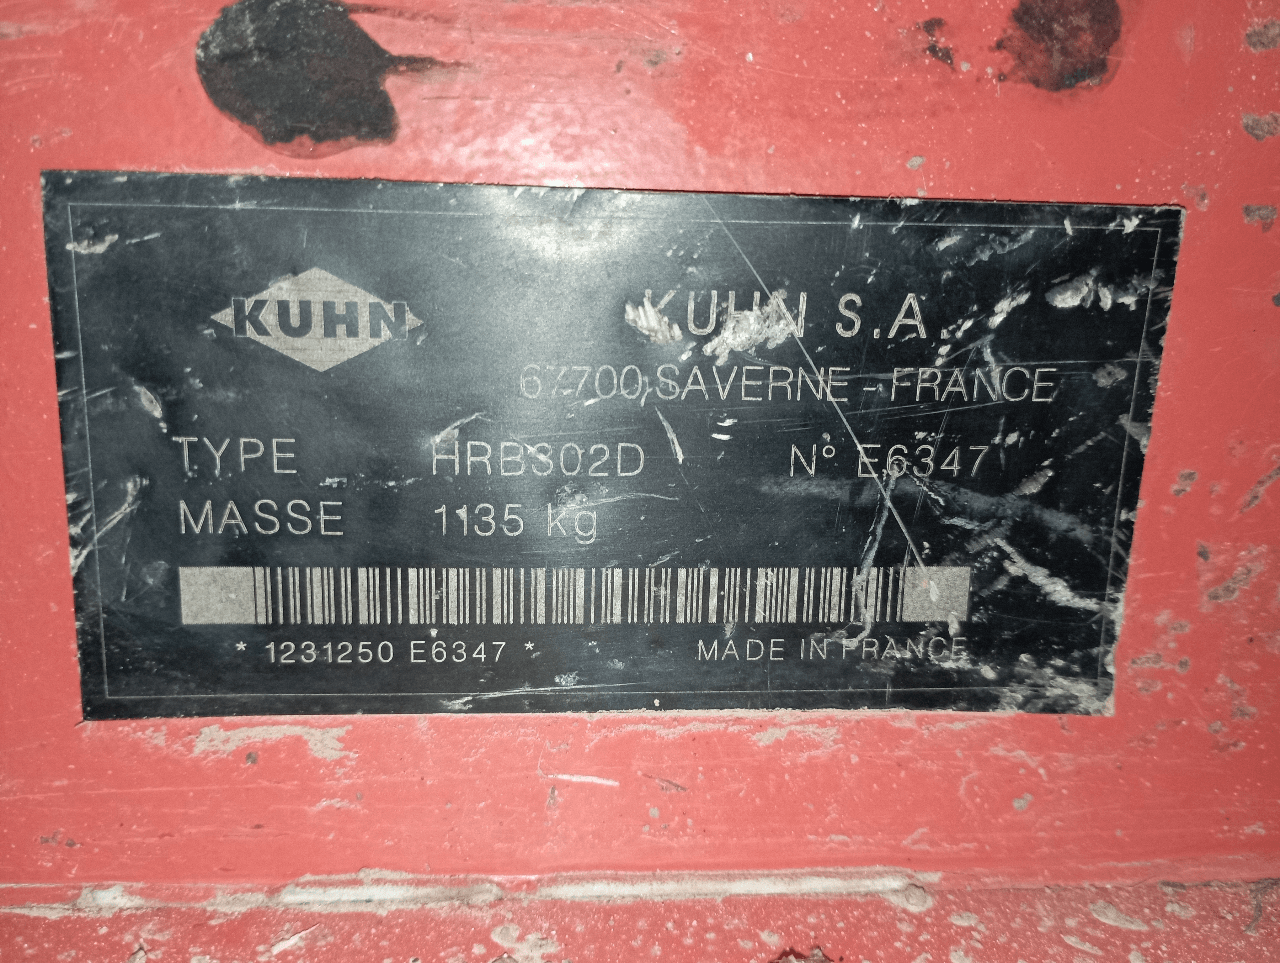 KUHN
KUHN S.A.
67700 SAVERNE - FRANCE
TYPE HRB302D N° E6347
MASSE 1135 kg
* 1231250 E6347 * MADE IN FRANCE